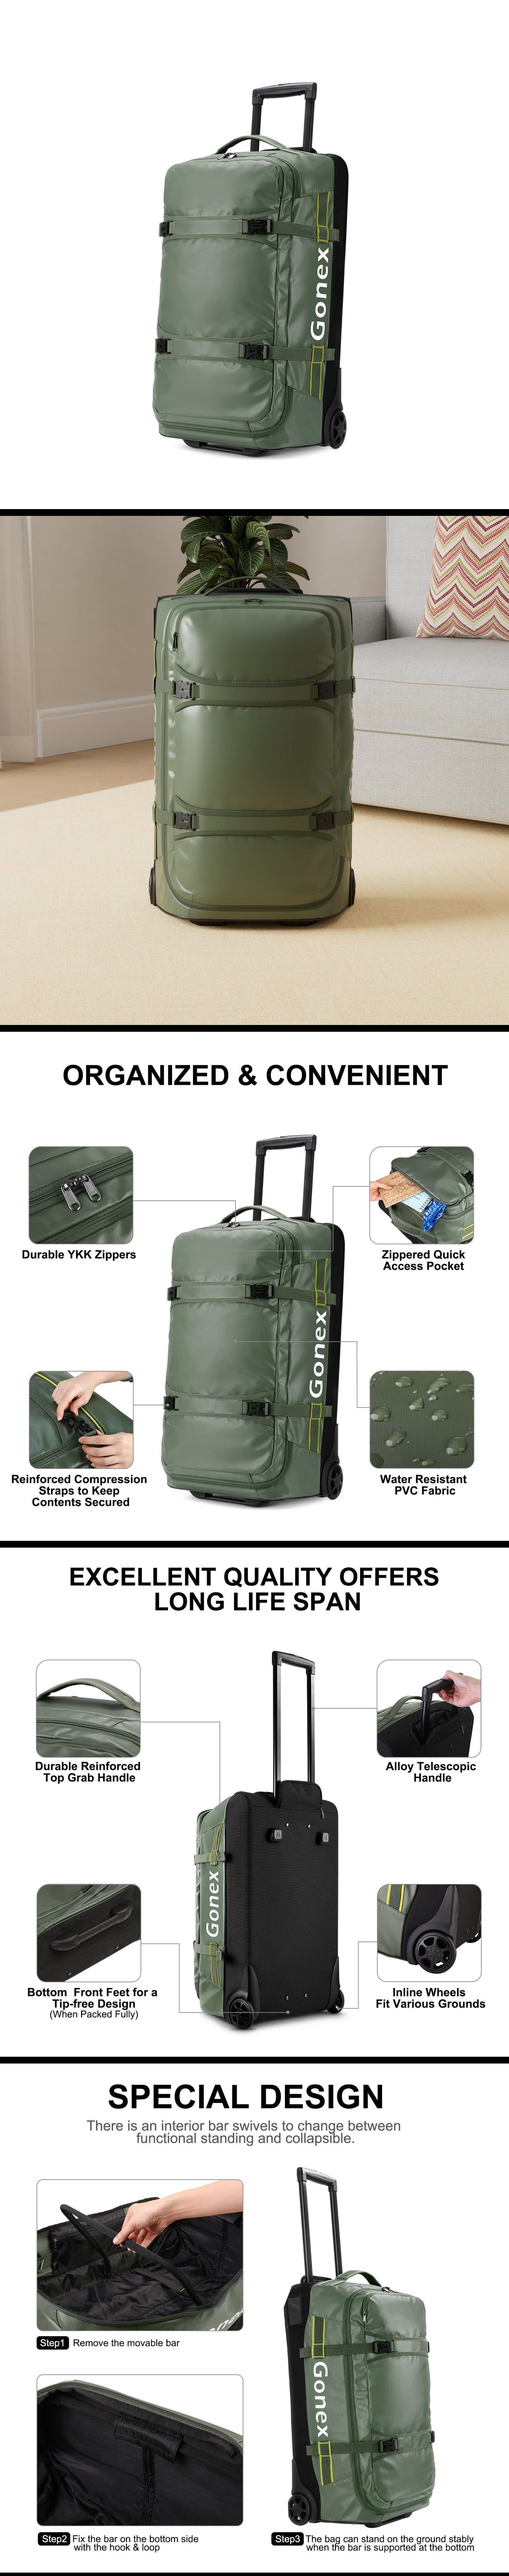 Gonex
ORGANIZED & CONVENIENT
Durable YKK Zippers
Zippered Quick
Access Pocket
Gonex
Reinforced Compression
Straps to Keep
Contents Secured
Water Resistant
PVC Fabric
EXCELLENT QUALITY OFFERS
LONG LIFE SPAN
Durable Reinforced
Top Grab Handle
Alloy Telescopic
Handle
Gonex
Bottom Front Feet for a
Tip-free Design
(When Packed Fully)
Inline Wheels
Fit Various Grounds
SPECIAL DESIGN
There is an interior bar swivels to change between
functional standing and collapsible.
Step1 Remove the movable bar
Gonex
Step2 Fix the bar on the bottom side
with the hook & loop
Step3 The bag can stand on the ground stably
when the bar is supported at the bottom